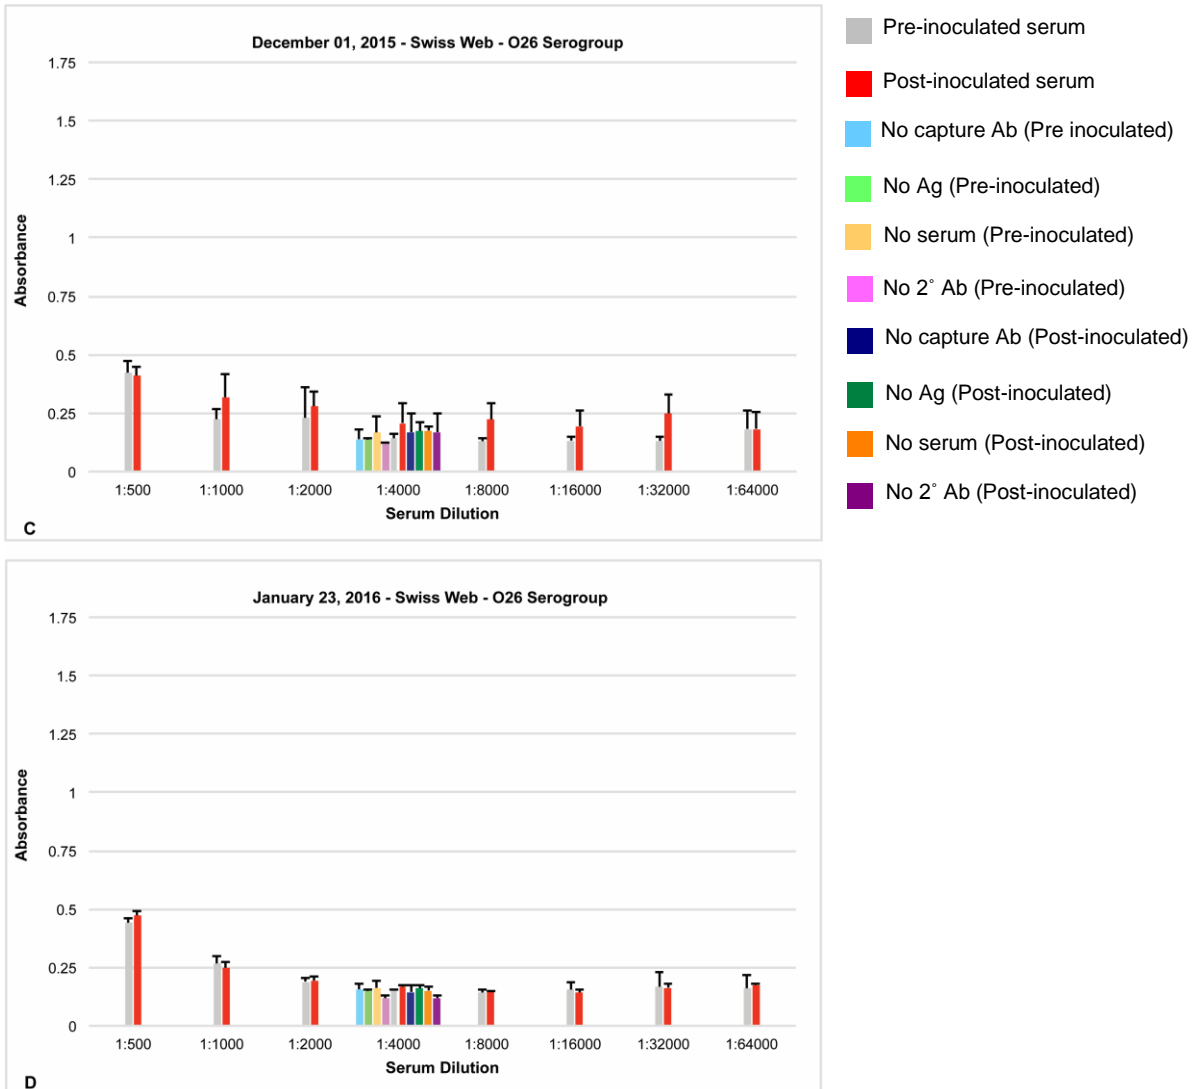 December 01, 2015 - Swiss Web - O26 Serogroup
1.75
1.5
1.25
1
0.75
0.5
0.25
0
Absorbance
1:500 1:1000 1:2000 1:4000 1:8000 1:16000 1:32000 1:64000
Serum Dilution
C
Pre-inoculated serum
Post-inoculated serum
No capture Ab (Pre inoculated)
No Ag (Pre-inoculated)
No serum (Pre-inoculated)
No 2˚ Ab (Pre-inoculated)
No capture Ab (Post-inoculated)
No Ag (Post-inoculated)
No serum (Post-inoculated)
No 2˚ Ab (Post-inoculated)
January 23, 2016 - Swiss Web - O26 Serogroup
1.75
1.5
1.25
1
0.75
0.5
0.25
0
Absorbance
1:500 1:1000 1:2000 1:4000 1:8000 1:16000 1:32000 1:64000
Serum Dilution
D